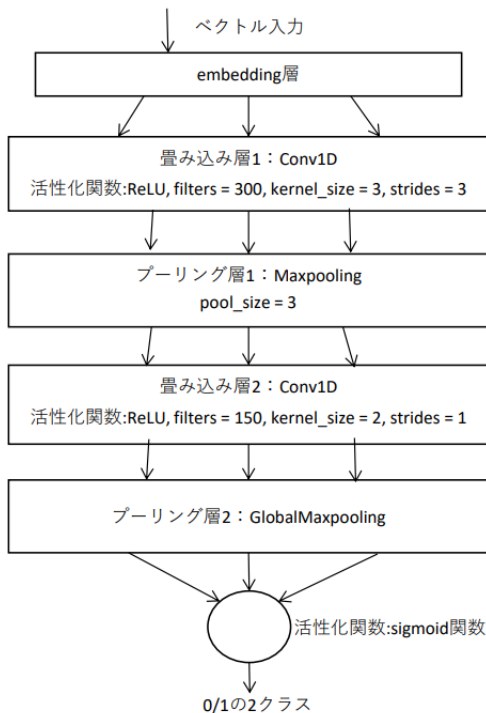 ベクトル入力
embedding層
畳み込み層1：Conv1D
活性化関数:ReLU, filters = 300, kernel_size = 3, strides = 3
プーリング層1：Maxpooling
pool_size = 3
畳み込み層2：Conv1D
活性化関数:ReLU, filters = 150, kernel_size = 2, strides = 1
プーリング層2：GlobalMaxpooling
活性化関数:sigmoid関数
0/1の2クラス